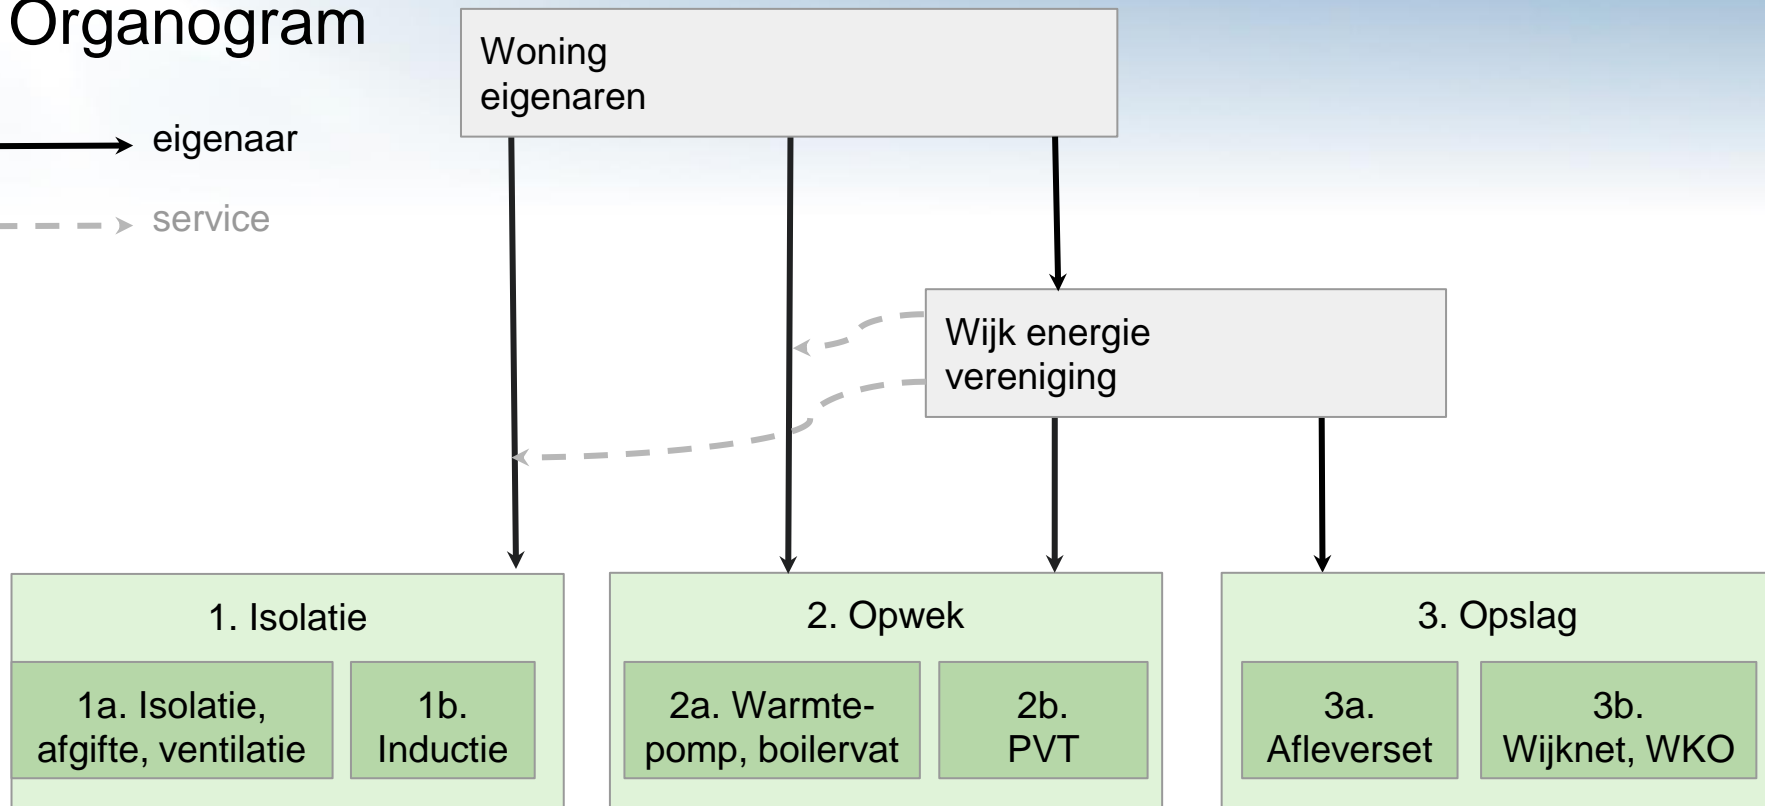 Organogram
eigenaar
service
Woning
eigenaren
Wijk energie
vereniging
1. Isolatie
1a. Isolatie,
afgifte, ventilatie
1b.
Inductie
2. Opwek
2a. Warmte-
pomp, boilervat
2b.
PVT
3. Opslag
3a.
Afleverset
3b.
Wijknet, WKO